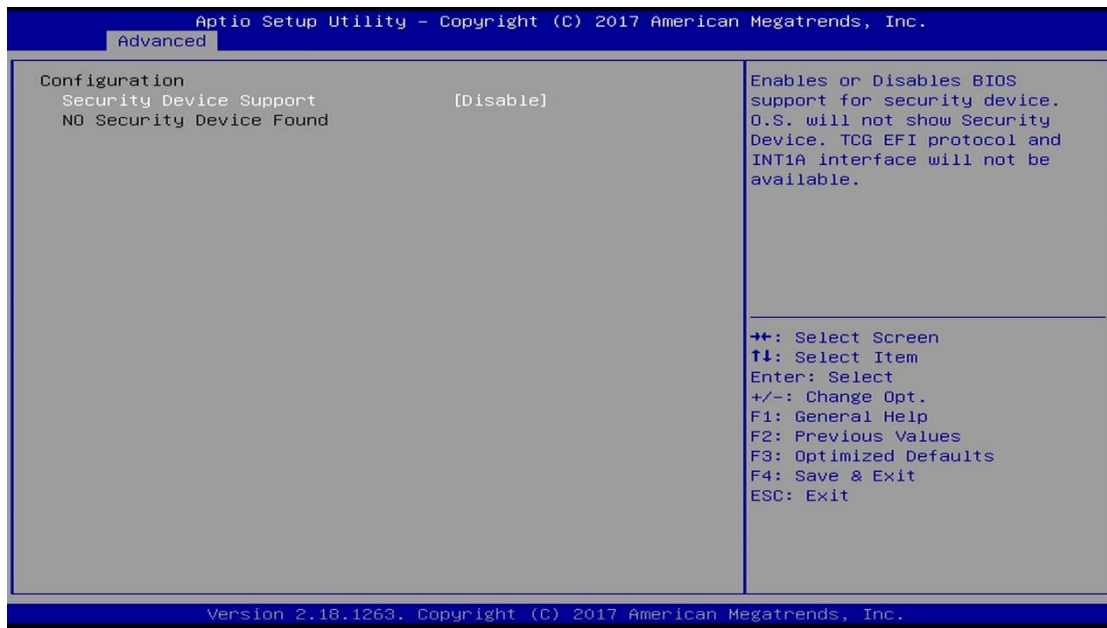 Aptio Setup Utility – Copyright (C) 2017 American Megatrends, Inc.
Advanced
Configuration
Security Device Support [Disable]
NO Security Device Found
Enables or Disables BIOS
support for security device.
O.S. will not show Security
Device. TCG EFI protocol and
INT1A interface will not be
available.
→←: Select Screen
↑↓: Select Item
Enter: Select
+/-: Change Opt.
F1: General Help
F2: Previous Values
F3: Optimized Defaults
F4: Save & Exit
ESC: Exit
Version 2.18.1263. Copyright (C) 2017 American Megatrends, Inc.